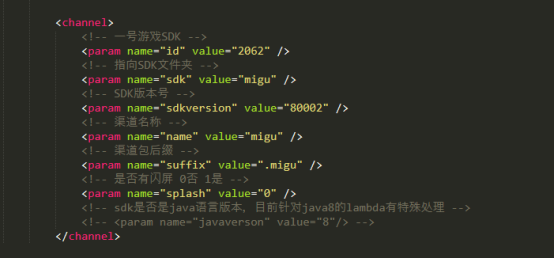 <channel>
<!-- 一号游戏SDK -->
<param name="id" value="2062" />
<!-- 指向SDK文件夹 -->
<param name="sdk" value="migu" />
<!-- SDK版本号 -->
<param name="sdkversion" value="80002" />
<!-- 渠道名称 -->
<param name="name" value="migu" />
<!-- 渠道包后缀 -->
<param name="suffix" value=".migu" />
<!-- 是否有闪屏 0否 1是 -->
<param name="splash" value="0" />
<!-- sdk是否是java语言版本，目前针对java8的lambda有特殊处理 -->
<!-- <param name="javaverson" value="8"/> -->
</channel>